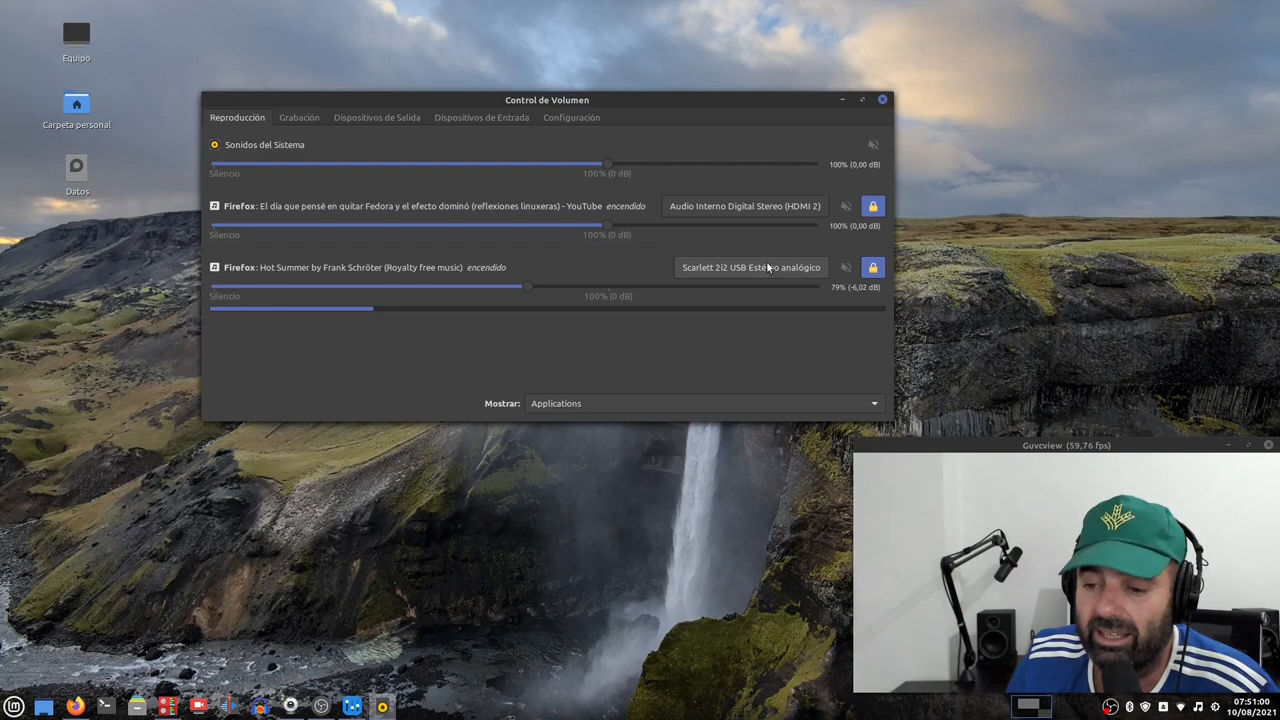 Equipo
Carpeta personal
Datos
Control de Volumen
Reproducción Grabación Dispositivos de Salida Dispositivos de Entrada Configuración
Sonidos del Sistema
100% (0,00 dB)
Silencio 100% (0 dB)
Firefox: El día que pensé en quitar Fedora y el efecto dominó (reflexiones linuxeras) - YouTube encendido Audio Interno Digital Stereo (HDMI 2)
100% (0,00 dB)
Silencio 100% (0 dB)
Firefox: Hot Summer by Frank Schröter (Royalty free music) encendido Scarlett 2i2 USB Estéreo analógico
79% (-6,02 dB)
Silencio 100% (0 dB)
Mostrar: Applications
Guvcview (59,76 fps)
07:51:00
10/08/2021